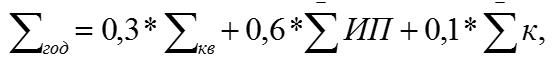 ∑год = 0,3* ∑кв + 0,6* ∑̅ ИП + 0,1* ∑̅ к,